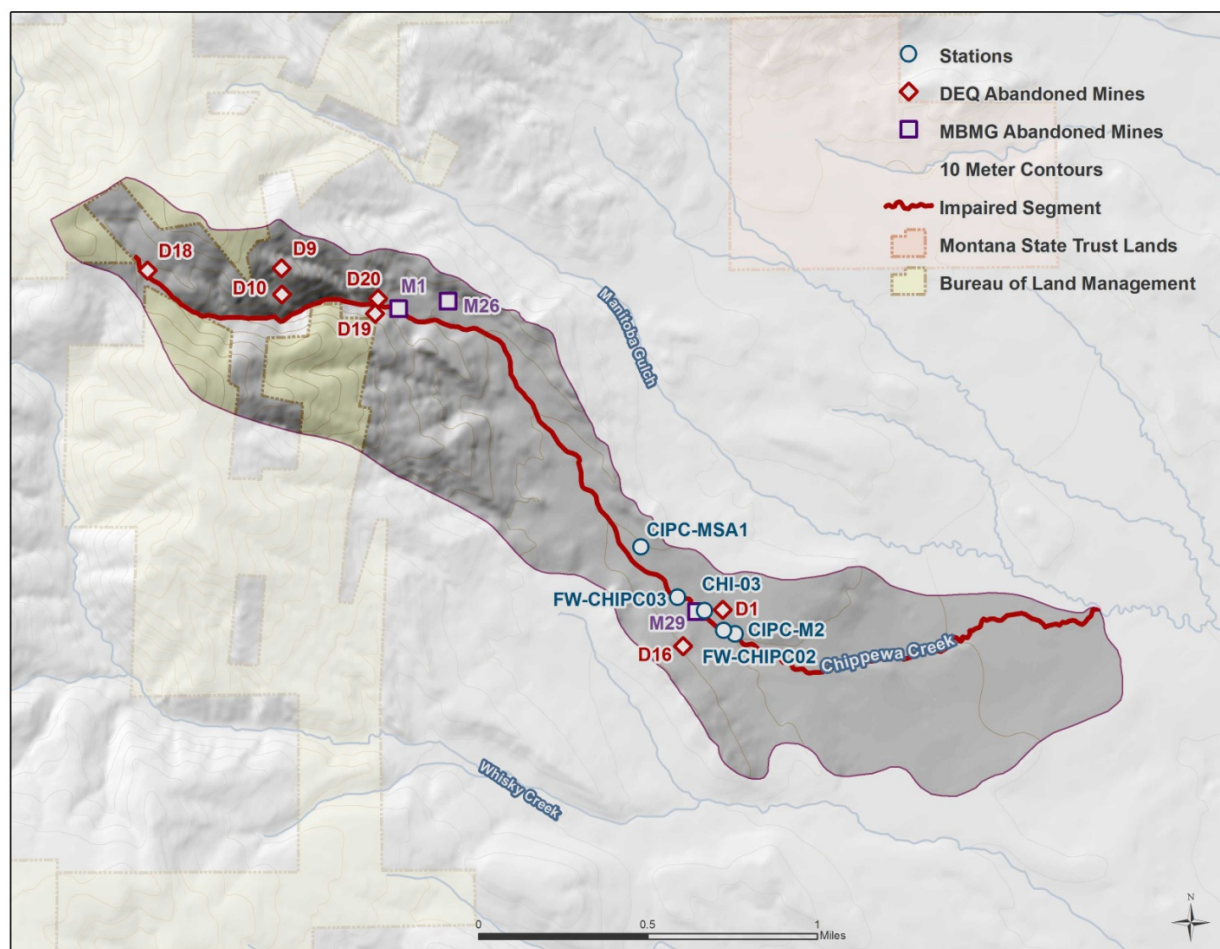 Stations
DEQ Abandoned Mines
MBMG Abandoned Mines
10 Meter Contours
Impaired Segment
Montana State Trust Lands
Bureau of Land Management
D18
D9
D10
D20
M1
M26
D19
Manitoba Gulch
CIPC-MSA1
CHI-03
FW-CHIPC03
D1
M29
CIPC-M2
D16
FW-CHIPC02
Chippewa Creek
Whisky Creek
N
0 0.5 1
Miles